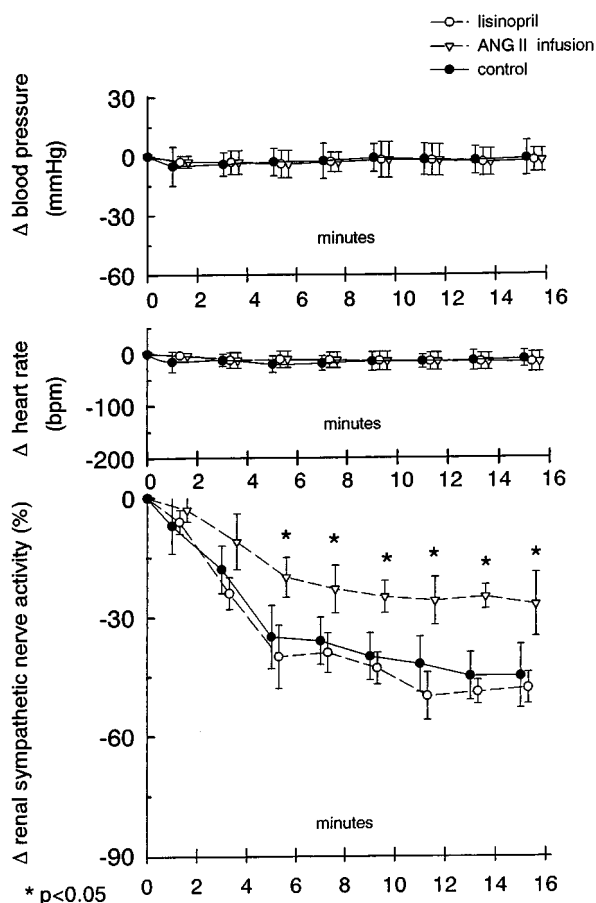 lisinopril
ANG II infusion
control
Δ blood pressure
(mmHg)
30
0
-30
-60
minutes
0 2 4 6 8 10 12 14 16
Δ heart rate
(bpm)
0
-100
-200
minutes
0 2 4 6 8 10 12 14 16
Δ renal sympathetic nerve activity (%)
0
-30
-60
-90
* * * * * *
minutes
0 2 4 6 8 10 12 14 16
* p<0.05